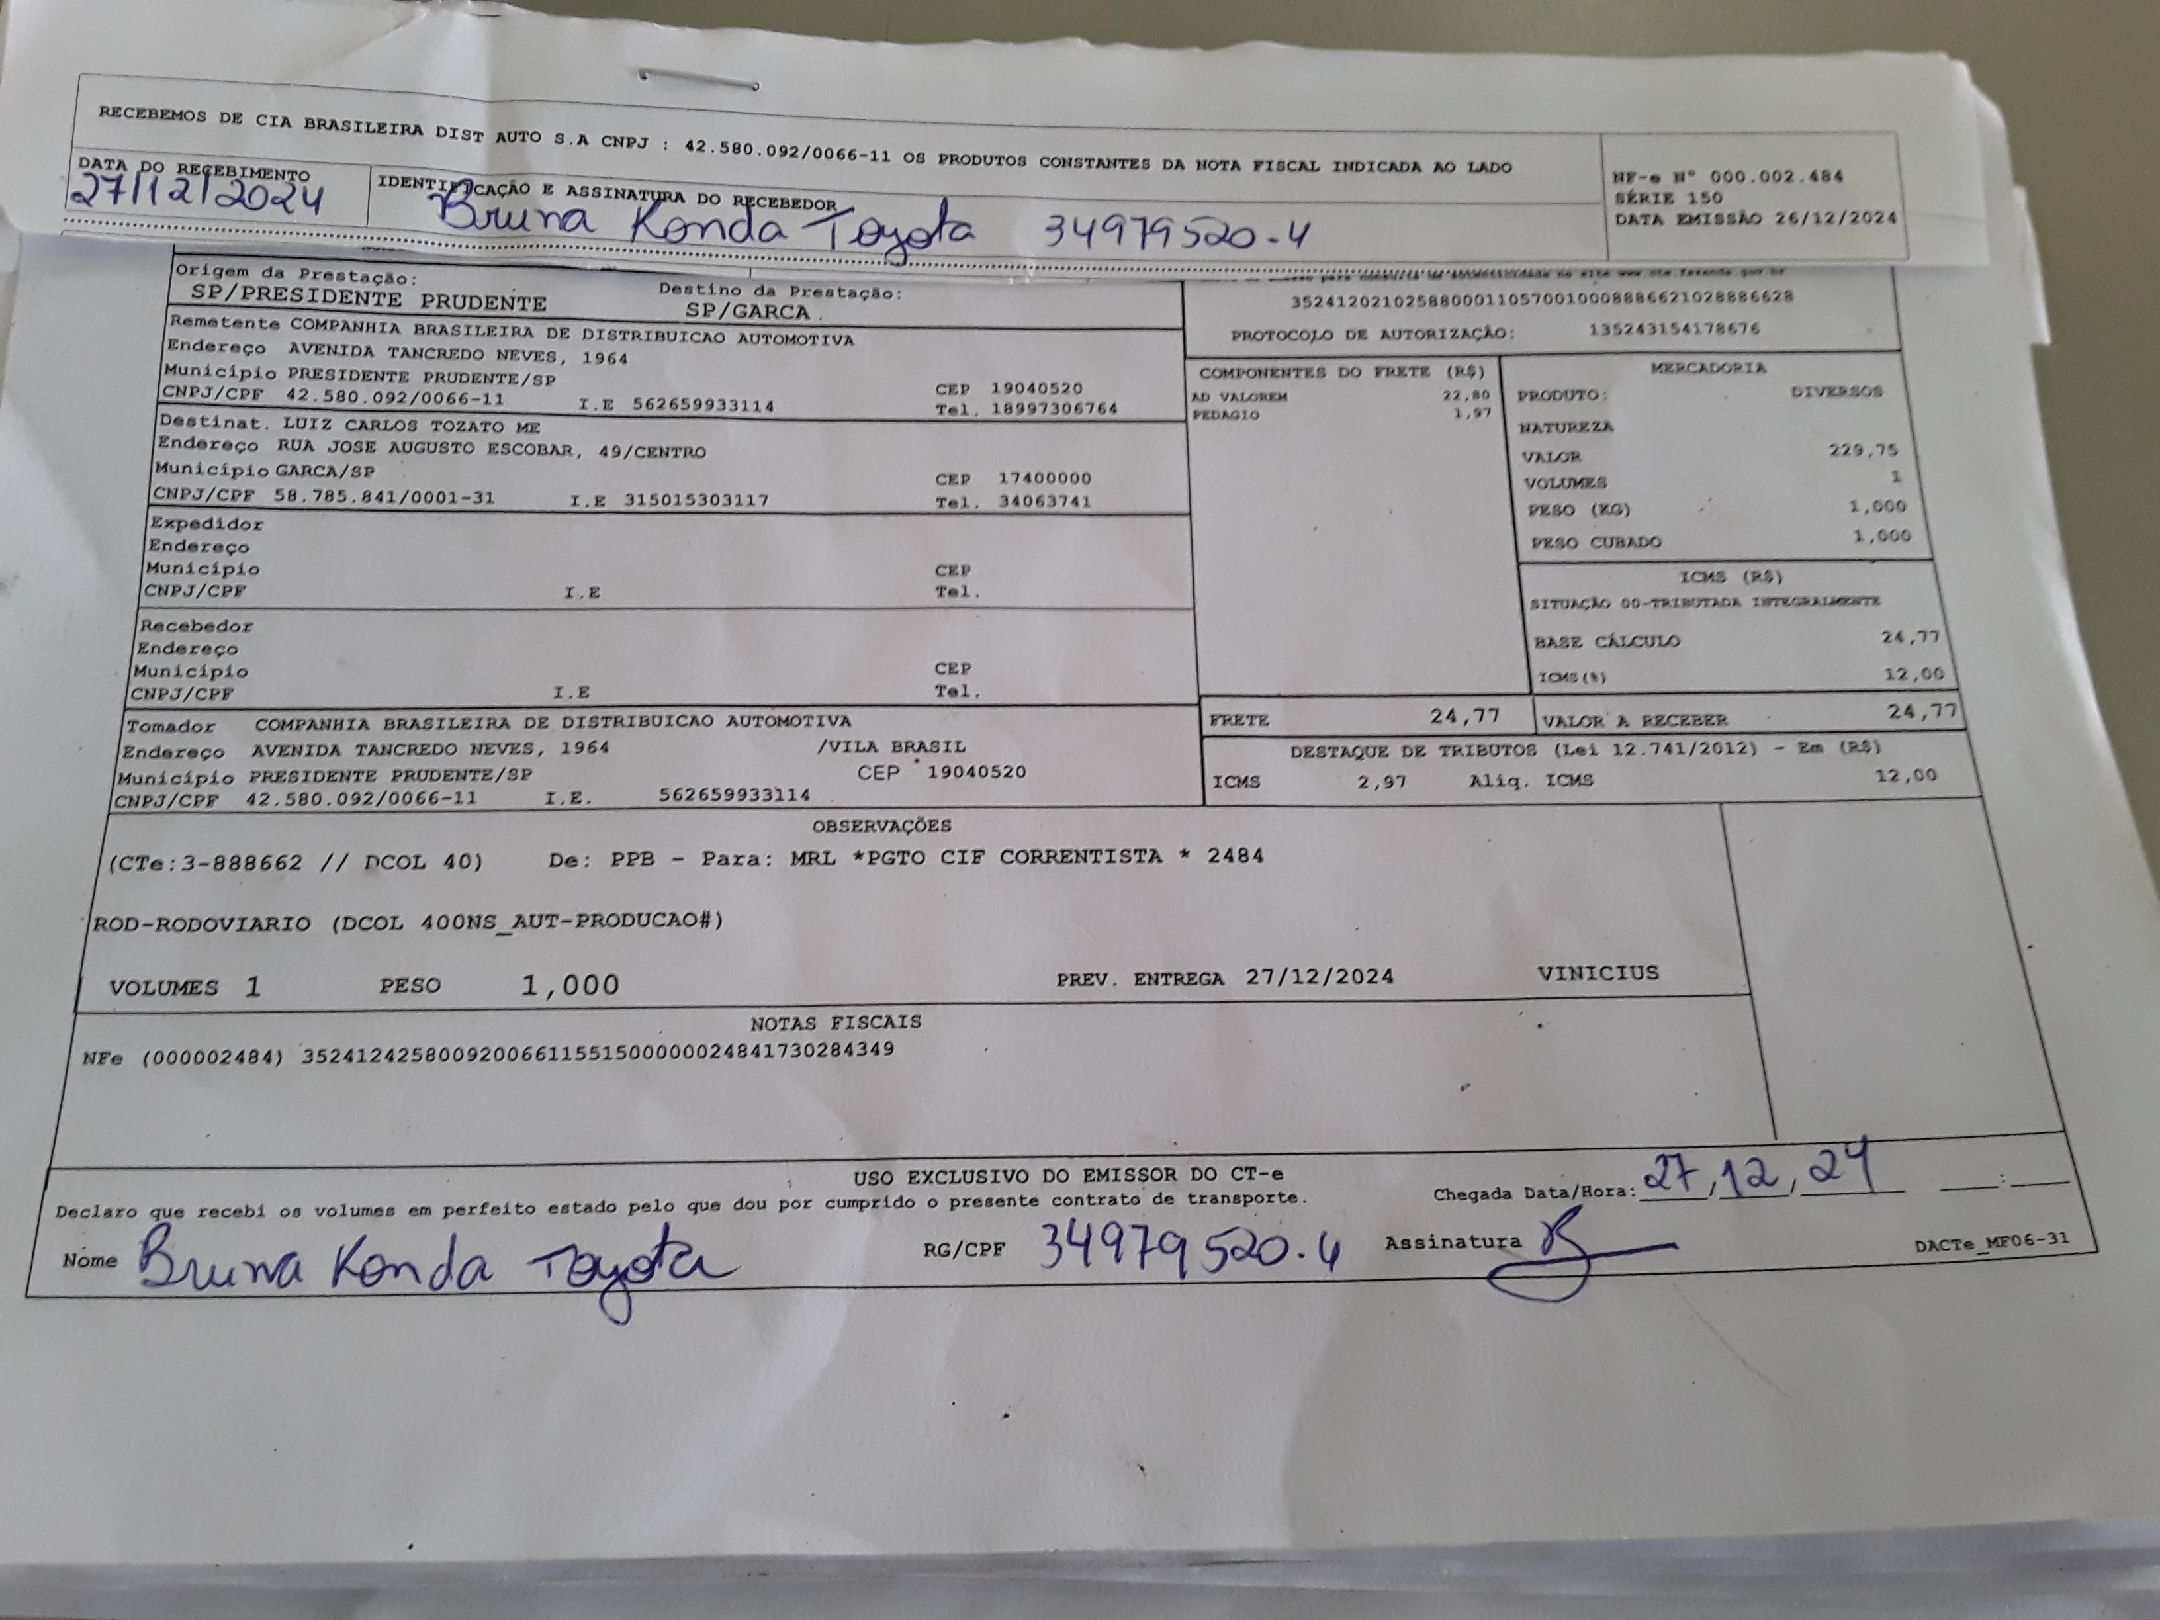 RECEBEMOS DE CIA BRASILEIRA DIST AUTO S.A CNPJ : 42.580.092/0066-11 OS PRODUTOS CONSTANTES DA NOTA FISCAL INDICADA AO LADO
NF-e N° 000.002.484
SÉRIE 150
DATA EMISSÃO 26/12/2024
DATA DO RECEBIMENTO
27/12/2024
IDENTIFICAÇÃO E ASSINATURA DO RECEBEDOR
Bruna Konda Toyota 34979520-4
Origem da Prestação:
SP/PRESIDENTE PRUDENTE
Destino da Prestação:
SP/GARCA
no site www.cte.fazenda.gov.br
35241202102588000110570010008886621028886628
PROTOCOLO DE AUTORIZAÇÃO: 135243154178676
Remetente COMPANHIA BRASILEIRA DE DISTRIBUICAO AUTOMOTIVA
Endereço AVENIDA TANCREDO NEVES, 1964
Município PRESIDENTE PRUDENTE/SP CEP 19040520
CNPJ/CPF 42.580.092/0066-11 I.E 562659933114 Tel. 18997306764
Destinat. LUIZ CARLOS TOZATO ME
Endereço RUA JOSE AUGUSTO ESCOBAR, 49/CENTRO
Município GARCA/SP CEP 17400000
CNPJ/CPF 58.785.841/0001-31 I.E 315015303117 Tel. 34063741
Expedidor
Endereço
Município CEP
CNPJ/CPF I.E Tel.
Recebedor
Endereço
Município CEP
CNPJ/CPF I.E Tel.
Tomador COMPANHIA BRASILEIRA DE DISTRIBUICAO AUTOMOTIVA
Endereço AVENIDA TANCREDO NEVES, 1964 /VILA BRASIL
Município PRESIDENTE PRUDENTE/SP CEP 19040520
CNPJ/CPF 42.580.092/0066-11 I.E. 562659933114
COMPONENTES DO FRETE (R$)
AD VALOREM 22,80
PEDAGIO 1,97
MERCADORIA
PRODUTO: DIVERSOS
NATUREZA
VALOR 229,75
VOLUMES 1
PESO (KG) 1,000
PESO CUBADO 1,000
ICMS (R$)
SITUAÇÃO 00-TRIBUTADA INTEGRALMENTE
BASE CÁLCULO 24,77
ICMS(%) 12,00
FRETE 24,77 VALOR A RECEBER 24,77
DESTAQUE DE TRIBUTOS (Lei 12.741/2012) - Em (R$)
ICMS 2,97 Aliq. ICMS 12,00
OBSERVAÇÕES
(CTe:3-888662 // DCOL 40) De: PPB - Para: MRL *PGTO CIF CORRENTISTA * 2484
ROD-RODOVIARIO (DCOL 400NS_AUT-PRODUCAO#)
VOLUMES 1 PESO 1,000 PREV. ENTREGA 27/12/2024 VINICIUS
NOTAS FISCAIS
NFe (000002484) 35241242580092006611551500000024841730284349
USO EXCLUSIVO DO EMISSOR DO CT-e
Declaro que recebi os volumes em perfeito estado pelo que dou por cumprido o presente contrato de transporte.
Chegada Data/Hora: 27,12,24 __:__
Nome Bruna Konda Toyota RG/CPF 34979520-4 Assinatura
DACTe_MF06-31